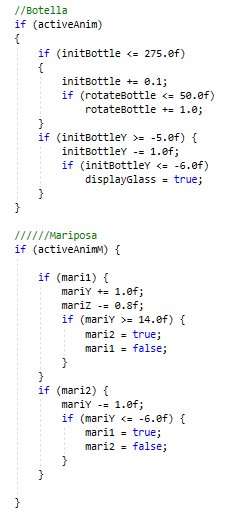 //Botella
if (activeAnim)
{
if (initBottle <= 275.0f)
{
initBottle += 0.1;
if (rotateBottle <= 50.0f)
rotateBottle += 1.0;
}
if (initBottleY >= -5.0f) {
initBottleY -= 1.0f;
if (initBottleY <= -6.0f)
displayGlass = true;
}
}
//////Mariposa
if (activeAnimM) {
if (mari1) {
mariY += 1.0f;
mariZ -= 0.8f;
if (mariY >= 14.0f) {
mari2 = true;
mari1 = false;
}
}
if (mari2) {
mariY -= 1.0f;
if (mariY <= -6.0f) {
mari1 = true;
mari2 = false;
}
}
}